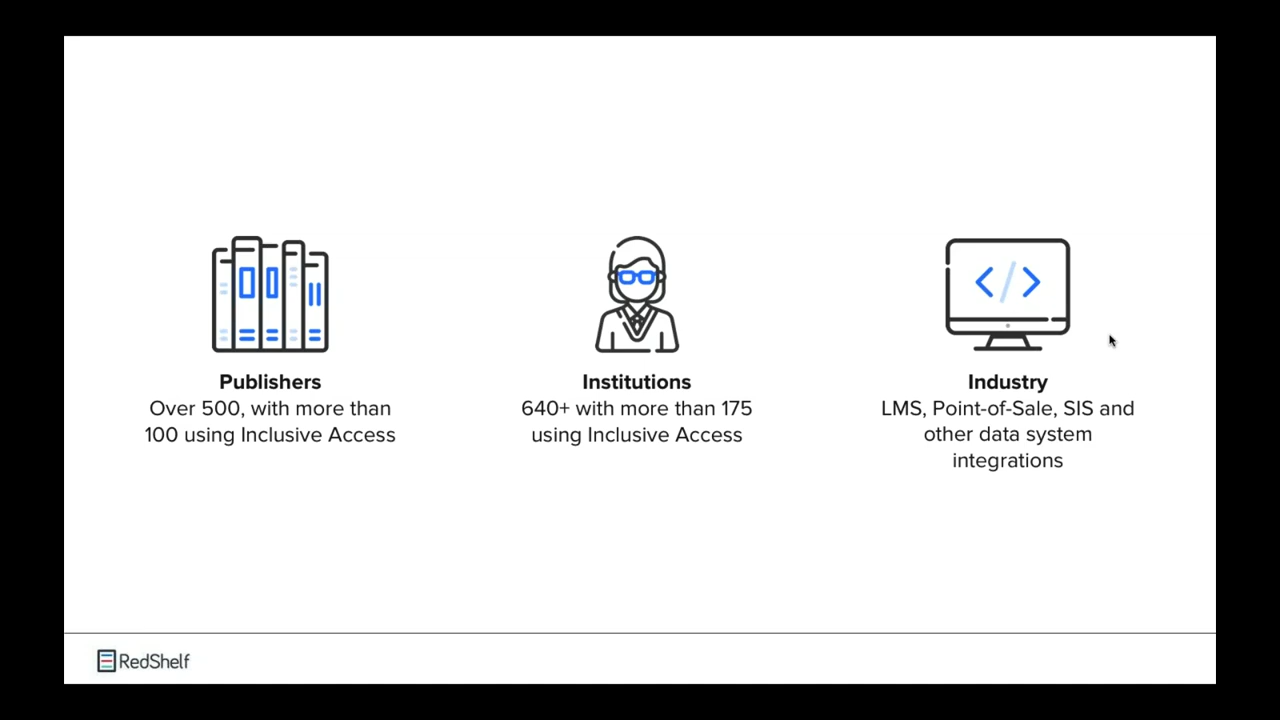 Publishers
Over 500, with more than
100 using Inclusive Access
Institutions
640+ with more than 175
using Inclusive Access
Industry
LMS, Point-of-Sale, SIS and
other data system
integrations
RedShelf